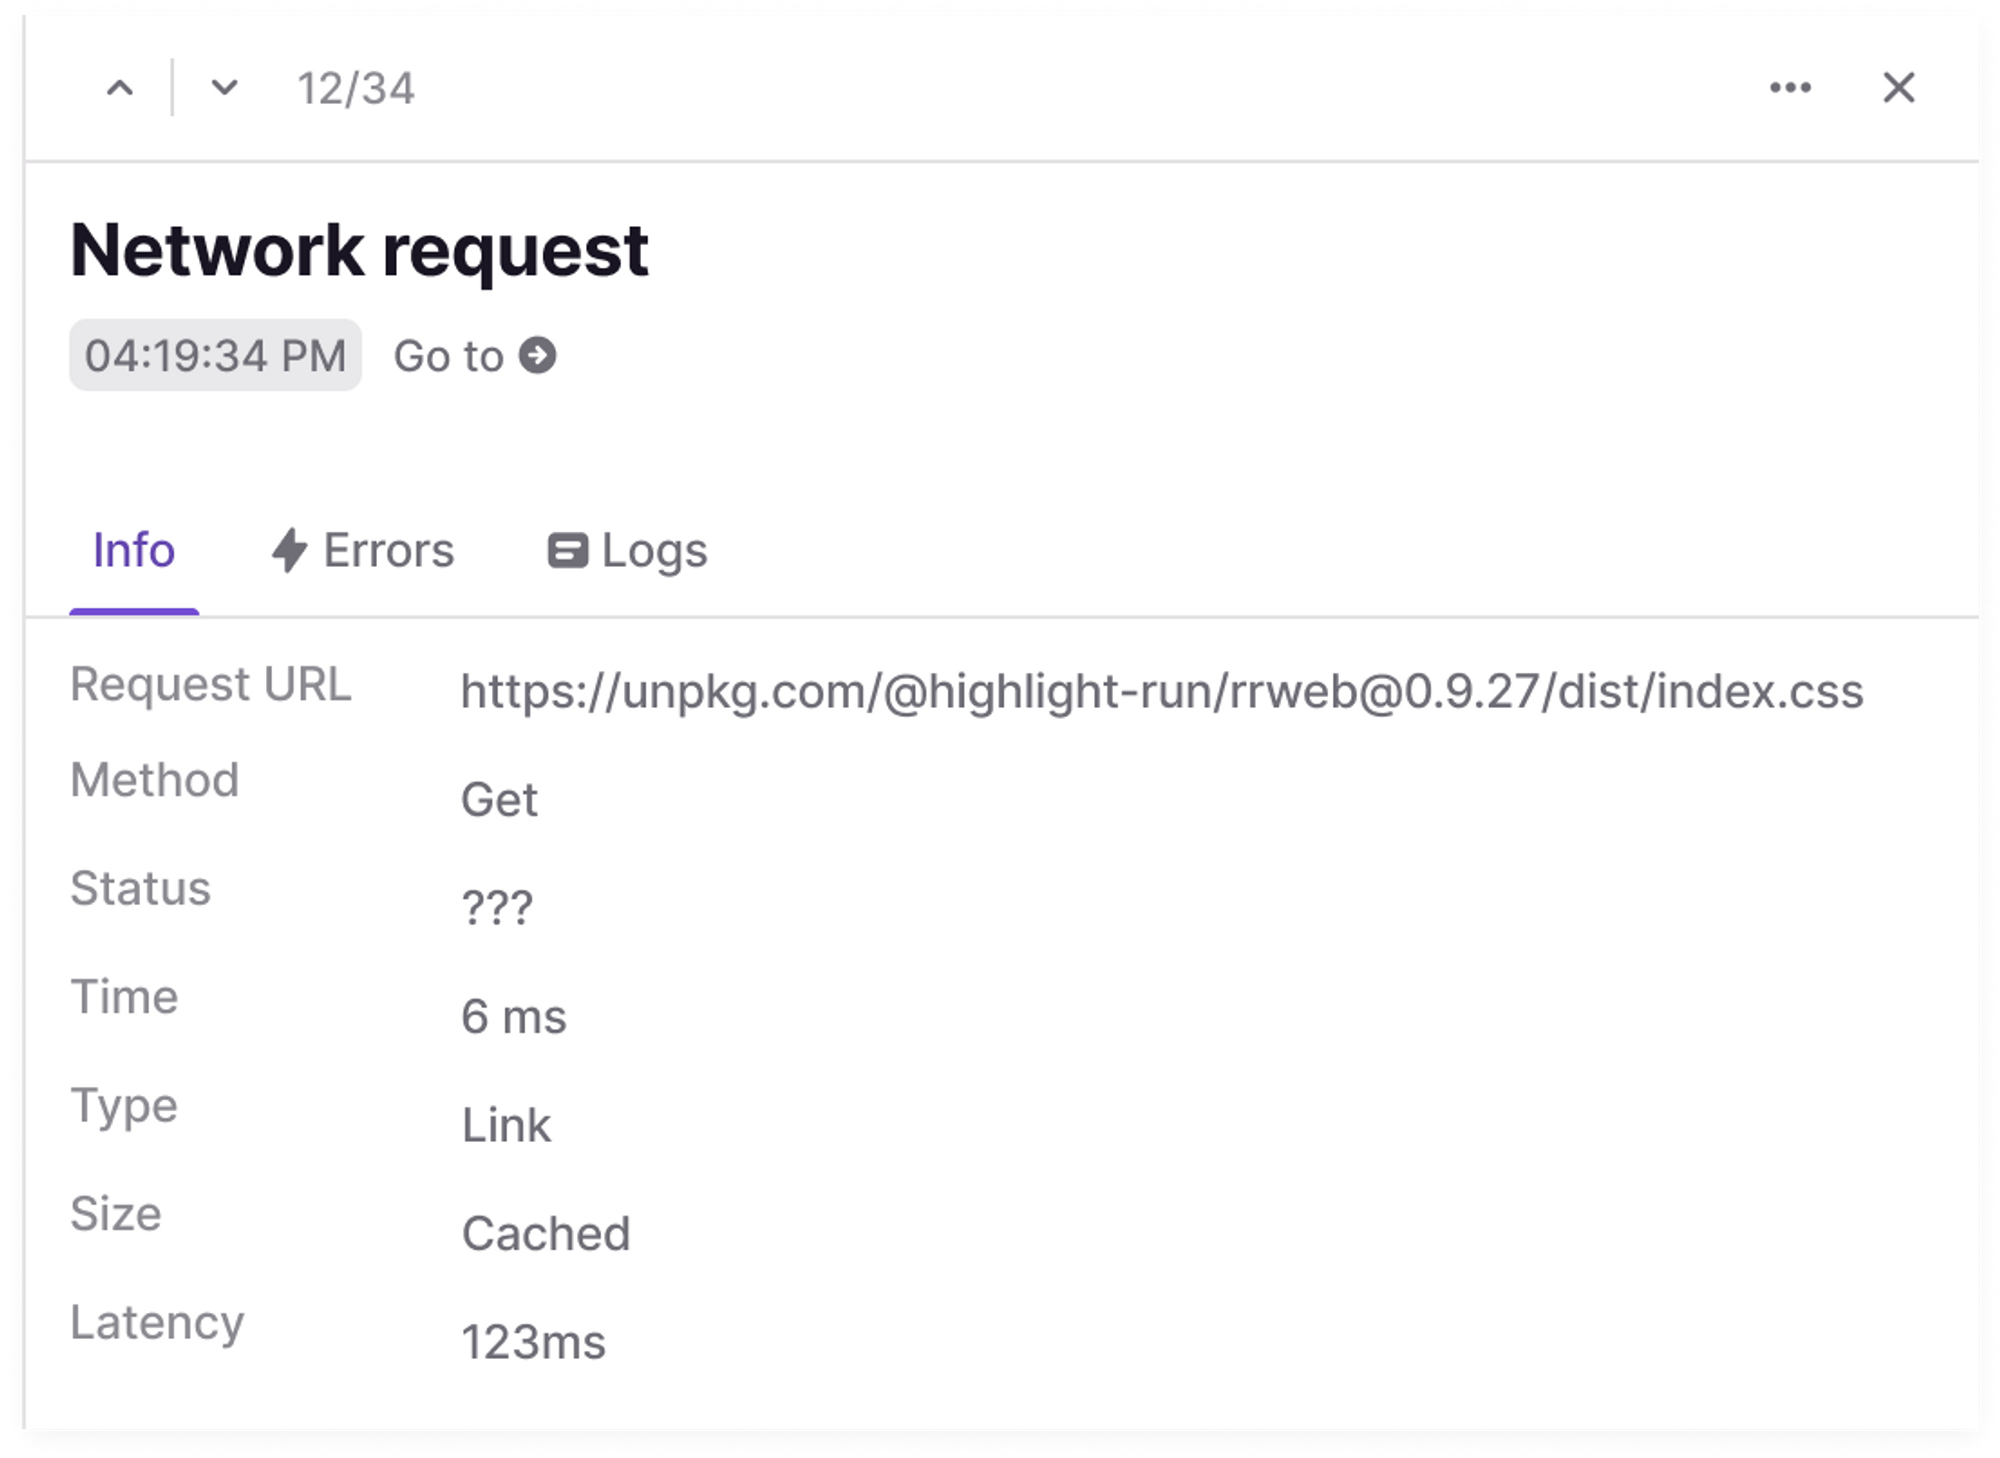 12/34
Network request
04:19:34 PM Go to
Info Errors Logs
Request URL https://unpkg.com/@highlight-run/rrweb@0.9.27/dist/index.css
Method Get
Status ???
Time 6 ms
Type Link
Size Cached
Latency 123ms